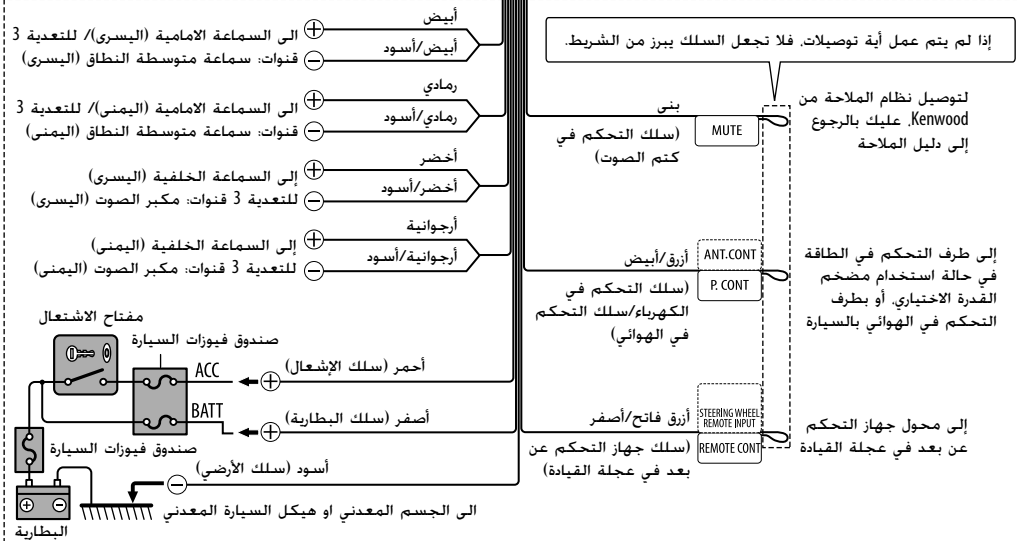 إذا لم يتم عمل أية توصيلات، فلا تجعل السلك يبرز من الشريط.
لتوصيل نظام الملاحة من
Kenwood، عليك بالرجوع
إلى دليل الملاحة
بنى
MUTE
(سلك التحكم في
كتم الصوت)
إلى طرف التحكم في الطاقة
في حالة استخدام مضخم
القدرة الاختياري، أو بطرف
التحكم في الهوائي بالسيارة
ANT.CONT
P. CONT
أزرق/أبيض
(سلك التحكم في
الكهرباء/سلك التحكم
في الهوائي)
إلى محول جهاز التحكم
عن بعد في عجلة القيادة
STEERING WHEEL
REMOTE INPUT
REMOTE CONT
أزرق فاتح/أصفر
(سلك جهاز التحكم عن
بعد في عجلة القيادة)
أبيض
أبيض/أسود
الى السماعة الامامية (اليسرى)/ للتعدية 3
قنوات: سماعة متوسطة النطاق (اليسرى)
رمادي
رمادي/أسود
الى السماعة الامامية (اليمنى)/ للتعدية 3
قنوات: سماعة متوسطة النطاق (اليمنى)
أخضر
أخضر/أسود
إلى السماعة الخلفية (اليسرى)
للتعدية 3 قنوات: مكبر الصوت (اليسرى)
أرجوانية
أرجوانية/أسود
إلى السماعة الخلفية (اليمنى)
للتعدية 3 قنوات: مكبر الصوت (اليمنى)
مفتاح الاشتعال
صندوق فيوزات السيارة
ACC
أحمر (سلك الإشعال)
BATT
أصفر (سلك البطارية)
صندوق فيوزات السيارة
أسود (سلك الأرضي)
الى الجسم المعدني او هيكل السيارة المعدني
البطارية